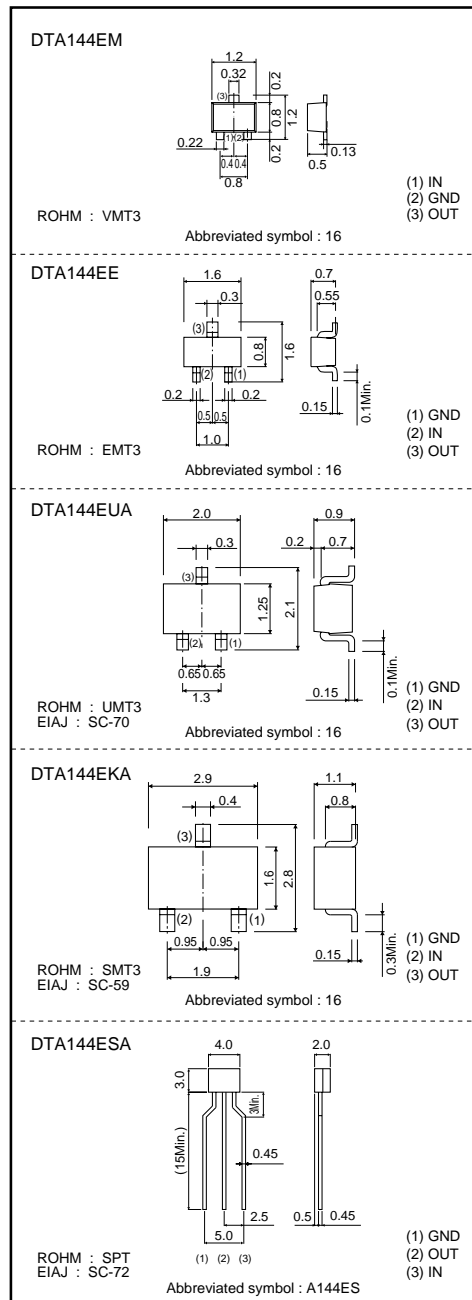 DTA144EM
1.2
0.32
0.2
(3)
0.8
1.2
0.22
(1)
(2)
0.2
0.4
0.4
0.8
0.5
0.13
(1) IN
(2) GND
(3) OUT
ROHM : VMT3
Abbreviated symbol : 16
DTA144EE
1.6
0.3
(3)
0.8
1.6
(2)
(1)
0.2
0.2
0.5
0.5
1.0
0.7
0.55
0.15
0.1Min.
(1) GND
(2) IN
(3) OUT
ROHM : EMT3
Abbreviated symbol : 16
DTA144EUA
2.0
0.3
(3)
1.25
2.1
(2)
(1)
0.65
0.65
1.3
0.9
0.2
0.7
0.15
0.1Min.
(1) GND
(2) IN
(3) OUT
ROHM : UMT3
EIAJ : SC-70
Abbreviated symbol : 16
DTA144EKA
2.9
0.4
(3)
1.6
2.8
(2)
(1)
0.95
0.95
1.9
1.1
0.8
0.15
0.3Min.
(1) GND
(2) IN
(3) OUT
ROHM : SMT3
EIAJ : SC-59
Abbreviated symbol : 16
DTA144ESA
4.0
2.0
3.0
3Min.
(15Min.)
0.45
2.5
5.0
0.5
0.45
(1)
(2)
(3)
(1) GND
(2) OUT
(3) IN
ROHM : SPT
EIAJ : SC-72
Abbreviated symbol : A144ES